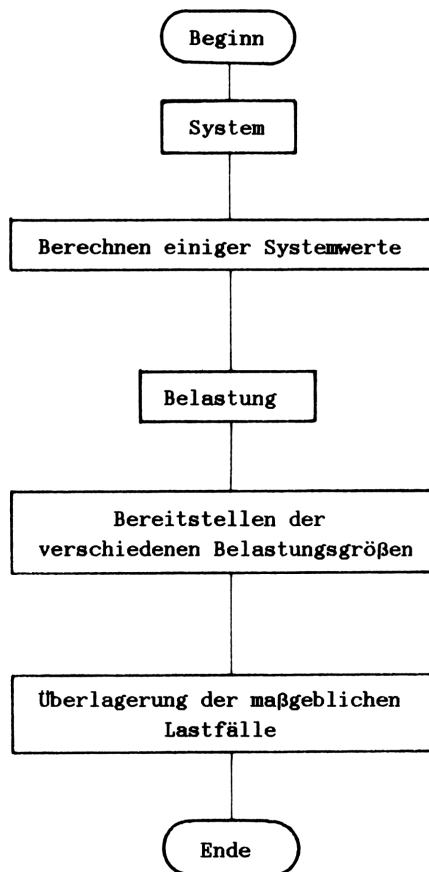 Beginn
System
Berechnen einiger Systemwerte
Belastung
Bereitstellen der
verschiedenen Belastungsgrößen
Überlagerung der maßgeblichen
Lastfälle
Ende